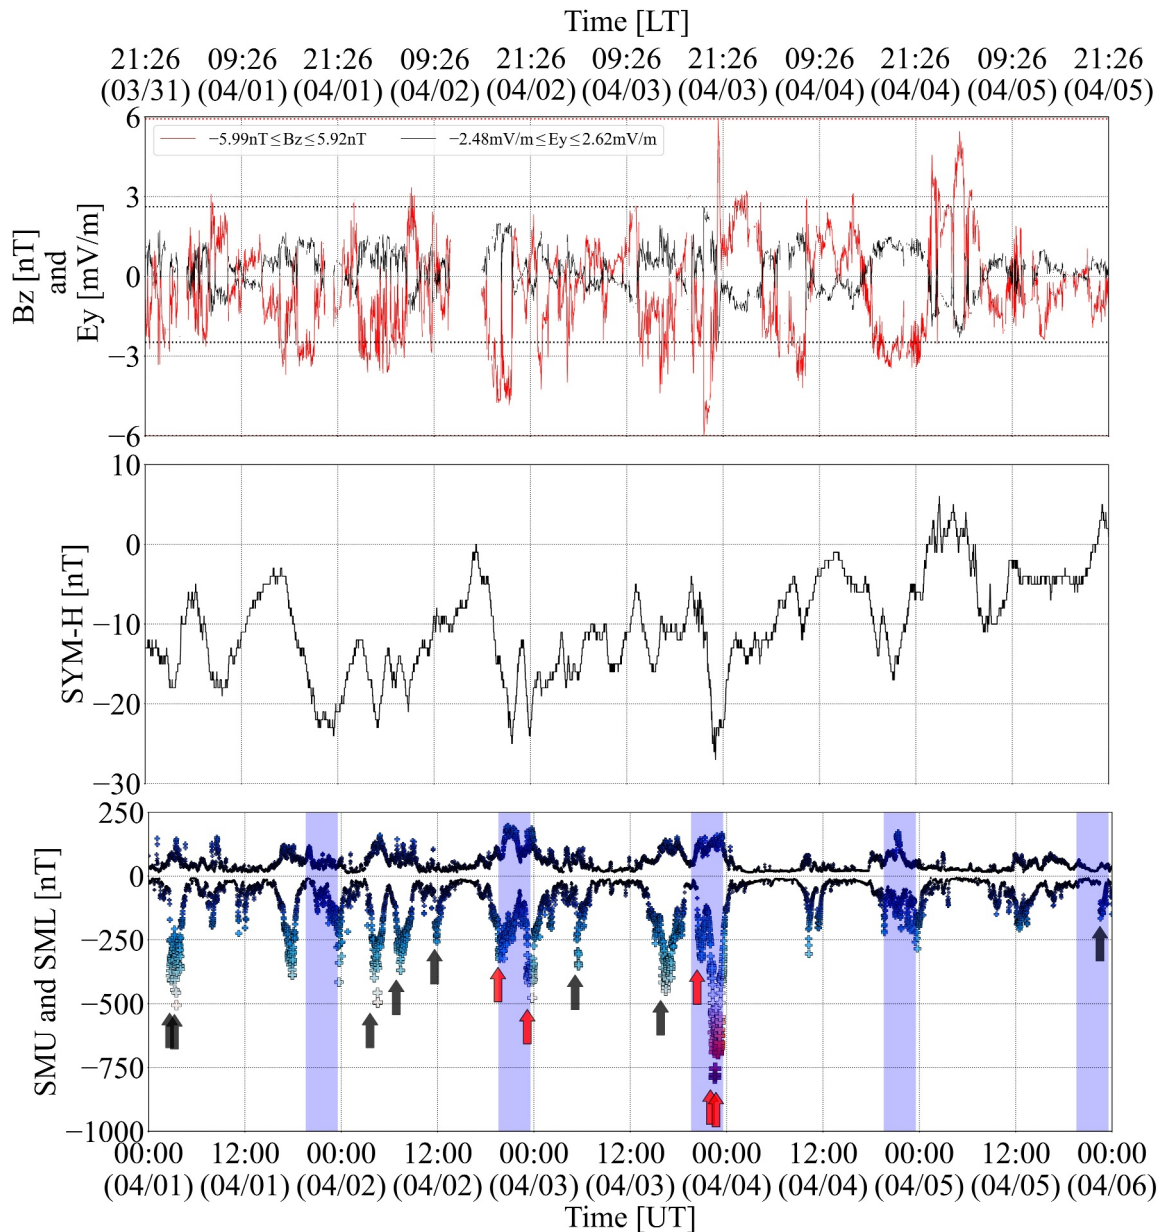 Time [LT]
21:26 09:26 21:26 09:26 21:26 09:26 21:26 09:26 21:26 09:26 21:26
(03/31) (04/01) (04/01) (04/02) (04/02) (04/03) (04/03) (04/04) (04/04) (04/05) (04/05)
6
−5.99nT≤Bz≤5.92nT −2.48mV/m≤Ey≤2.62mV/m
3
0
−3
−6
Bz [nT]
and
Ey [mV/m]
10
0
−10
−20
−30
SYM-H [nT]
250
0
−250
−500
−750
−1000
SMU and SML [nT]
00:00 12:00 00:00 12:00 00:00 12:00 00:00 12:00 00:00 12:00 00:00
(04/01) (04/01) (04/02) (04/02) (04/03) (04/03) (04/04) (04/04) (04/05) (04/05) (04/06)
Time [UT]